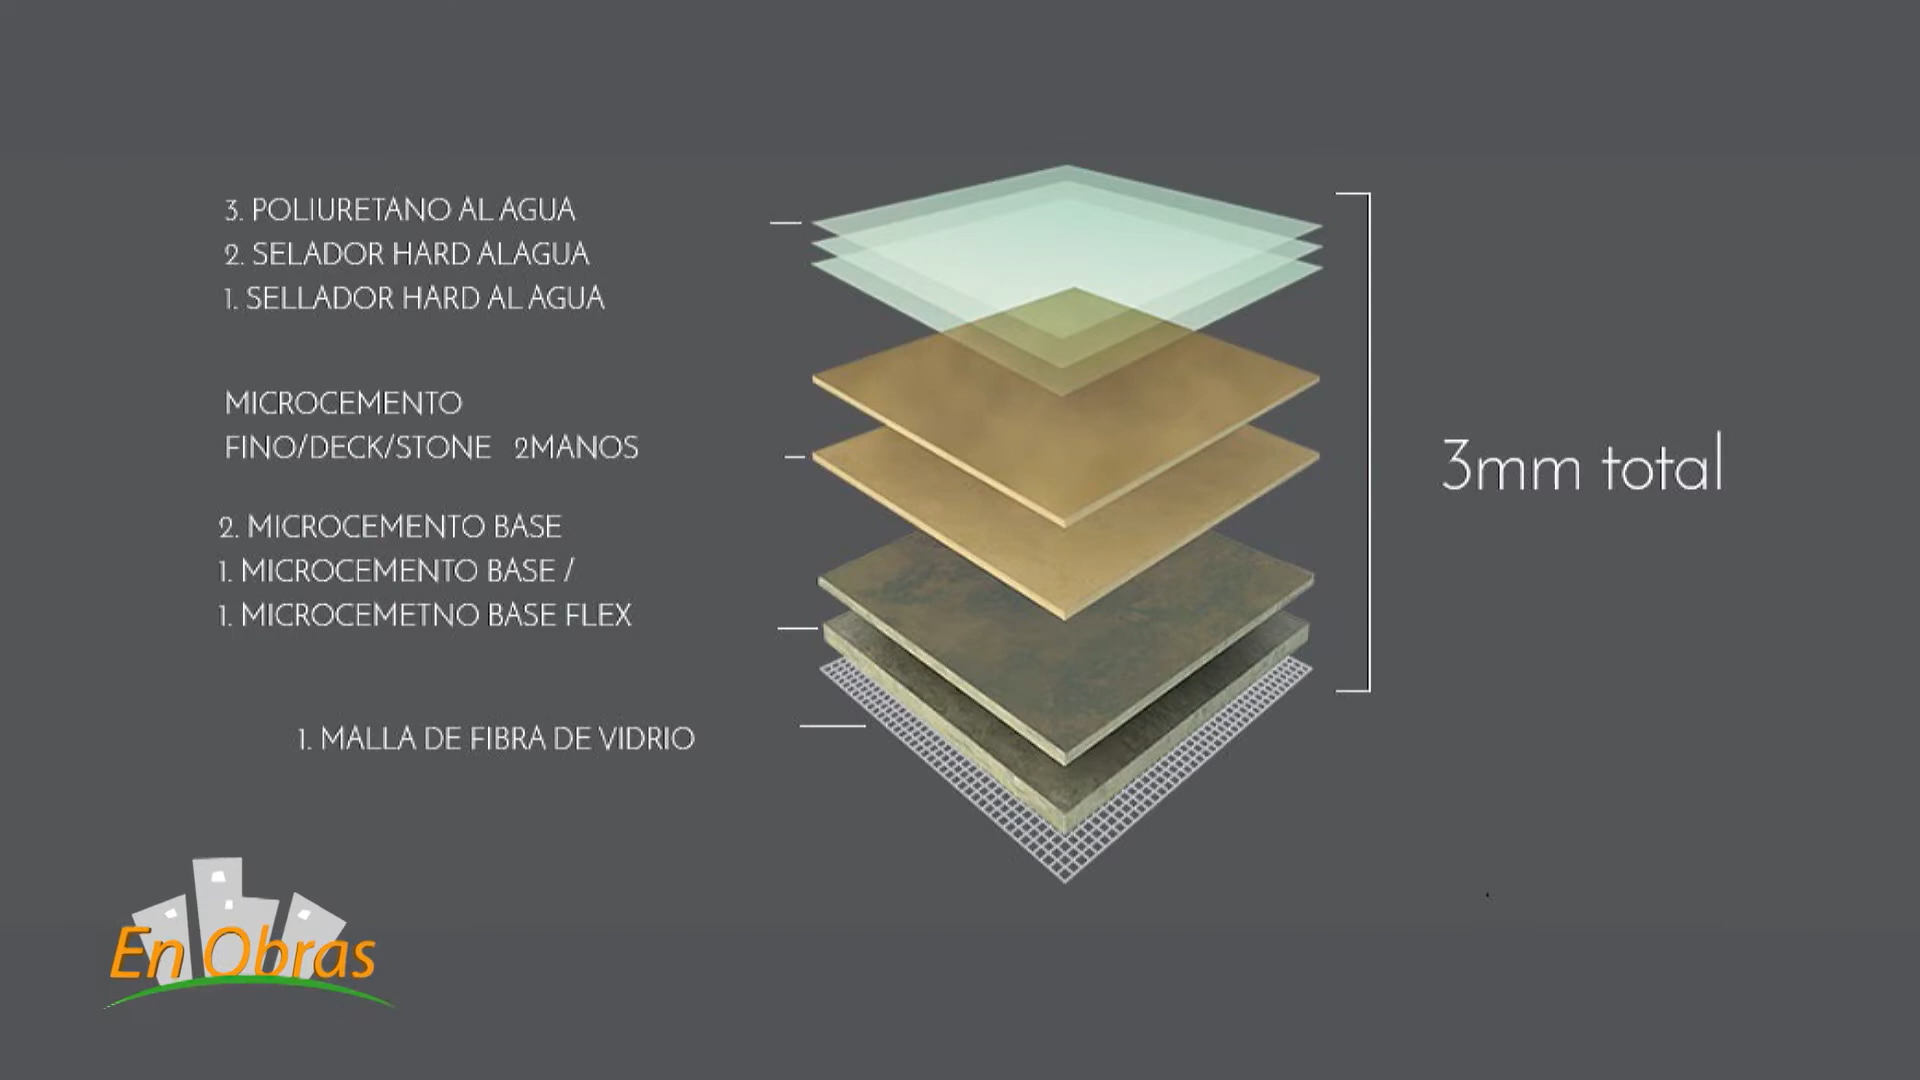 3. POLIURETANO AL AGUA
2. SELADOR HARD ALAGUA
1. SELLADOR HARD AL AGUA
MICROCEMENTO
FINO/DECK/STONE 2MANOS
2. MICROCEMENTO BASE
1. MICROCEMENTO BASE /
1. MICROCEMETNO BASE FLEX
1. MALLA DE FIBRA DE VIDRIO
3mm total
En Obras